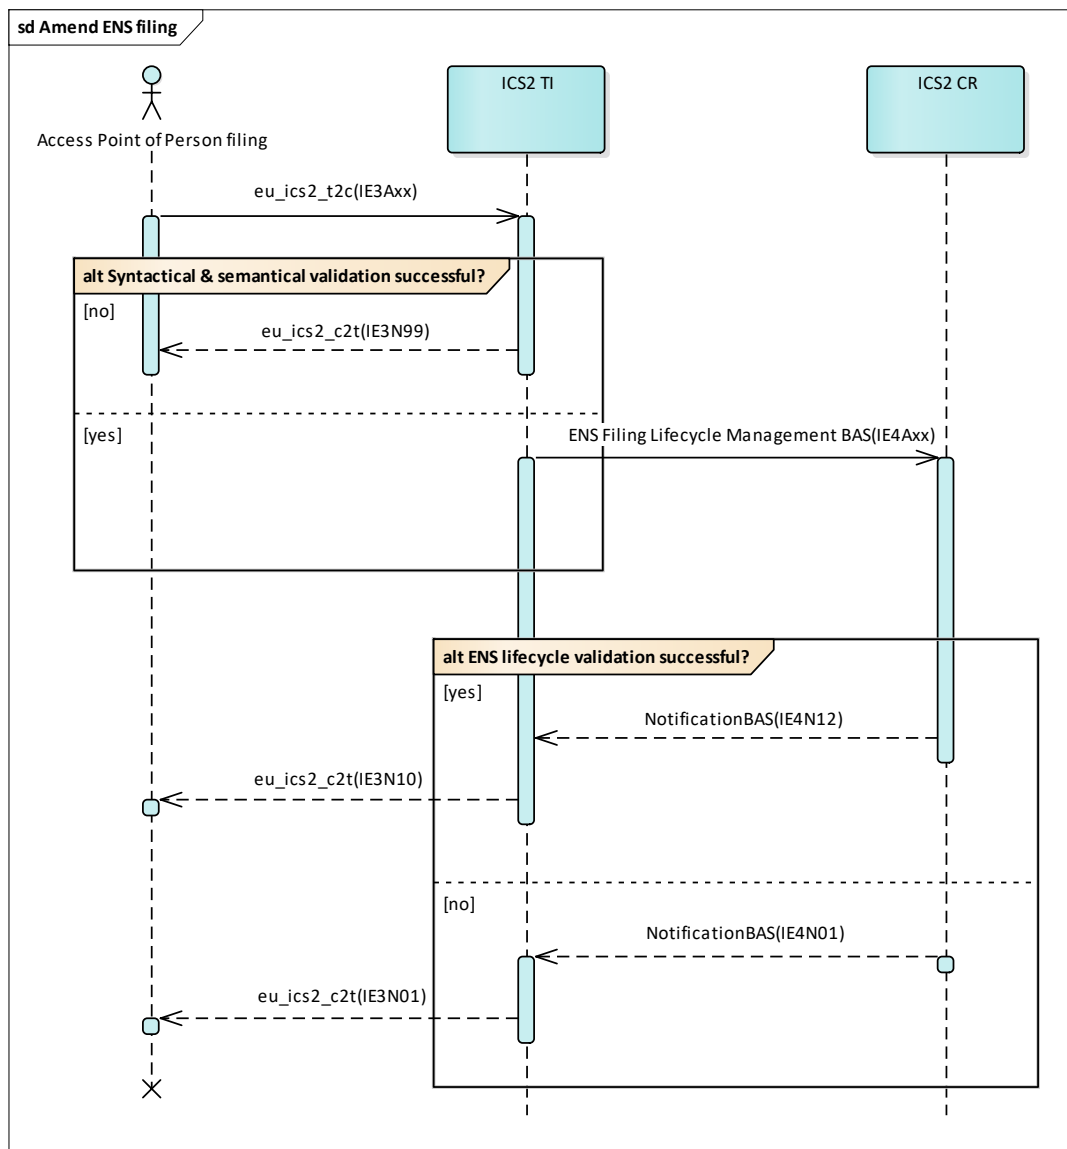 sd Amend ENS filing
ICS2 TI
ICS2 CR
Access Point of Person filing
eu_ics2_t2c(IE3Axx)
alt Syntactical & semantical validation successful?
[no]
eu_ics2_c2t(IE3N99)
[yes]
ENS Filing Lifecycle Management BAS(IE4Axx)
alt ENS lifecycle validation successful?
[yes]
NotificationBAS(IE4N12)
eu_ics2_c2t(IE3N10)
[no]
NotificationBAS(IE4N01)
eu_ics2_c2t(IE3N01)